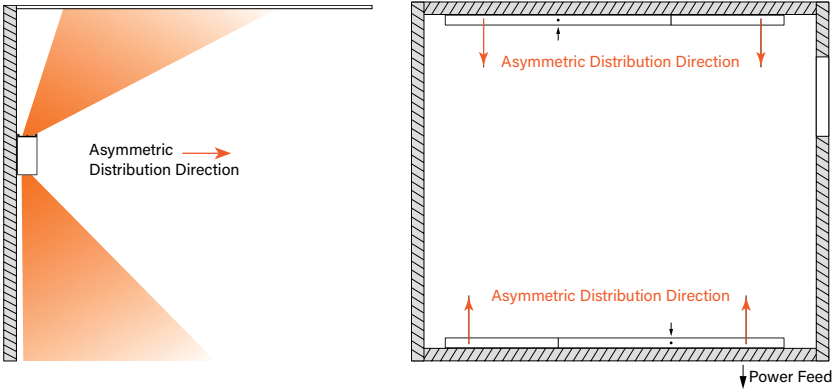 Asymmetric
Distribution Direction
Asymmetric Distribution Direction
Asymmetric Distribution Direction
Power Feed